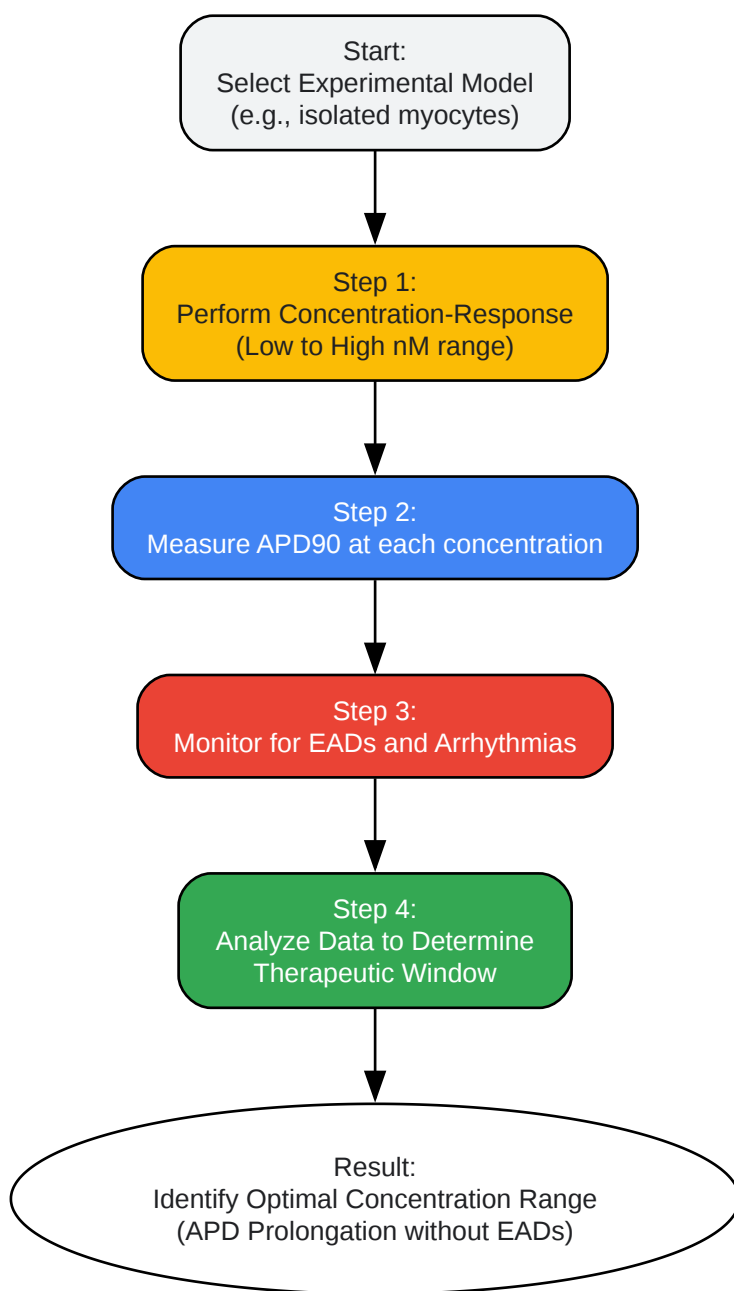 Start:
Select Experimental Model
(e.g., isolated myocytes)
Step 1:
Perform Concentration-Response
(Low to High nM range)
Step 2:
Measure APD90 at each concentration
Step 3:
Monitor for EADs and Arrhythmias
Step 4:
Analyze Data to Determine
Therapeutic Window
Result:
Identify Optimal Concentration Range
(APD Prolongation without EADs)